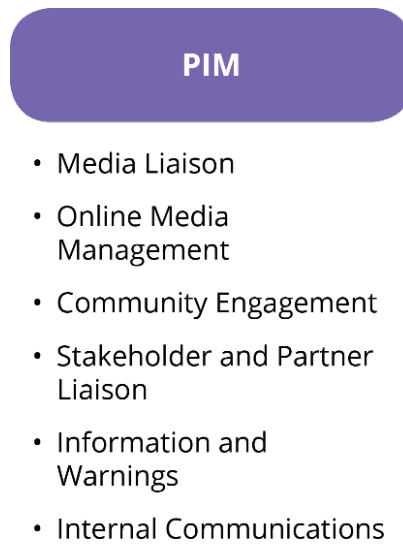 PIM
• Media Liaison
• Online Media
Management
• Community Engagement
• Stakeholder and Partner
Liaison
• Information and
Warnings
• Internal Communications